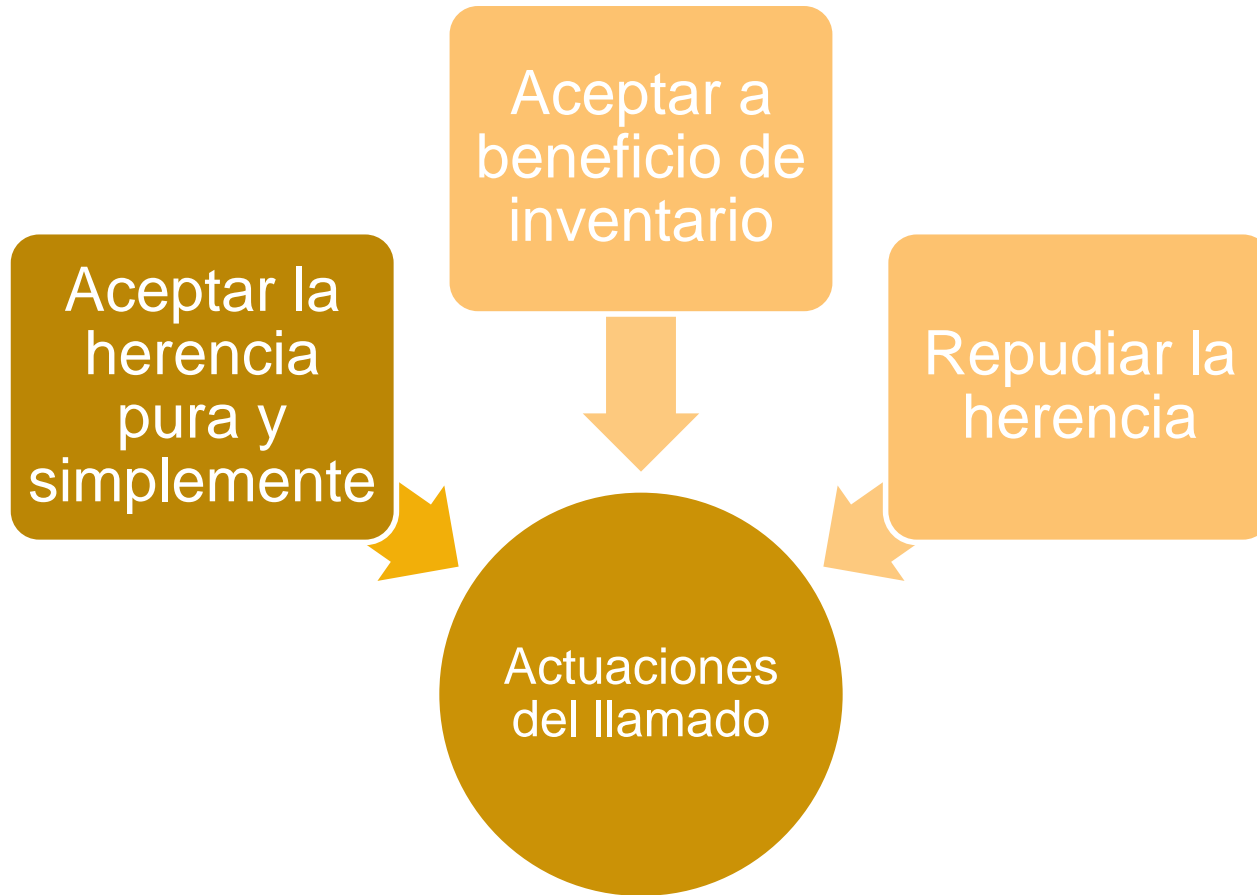 Aceptar a
beneficio de
inventario
Aceptar la
herencia
pura y
simplemente
Repudiar la
herencia
Actuaciones
del llamado